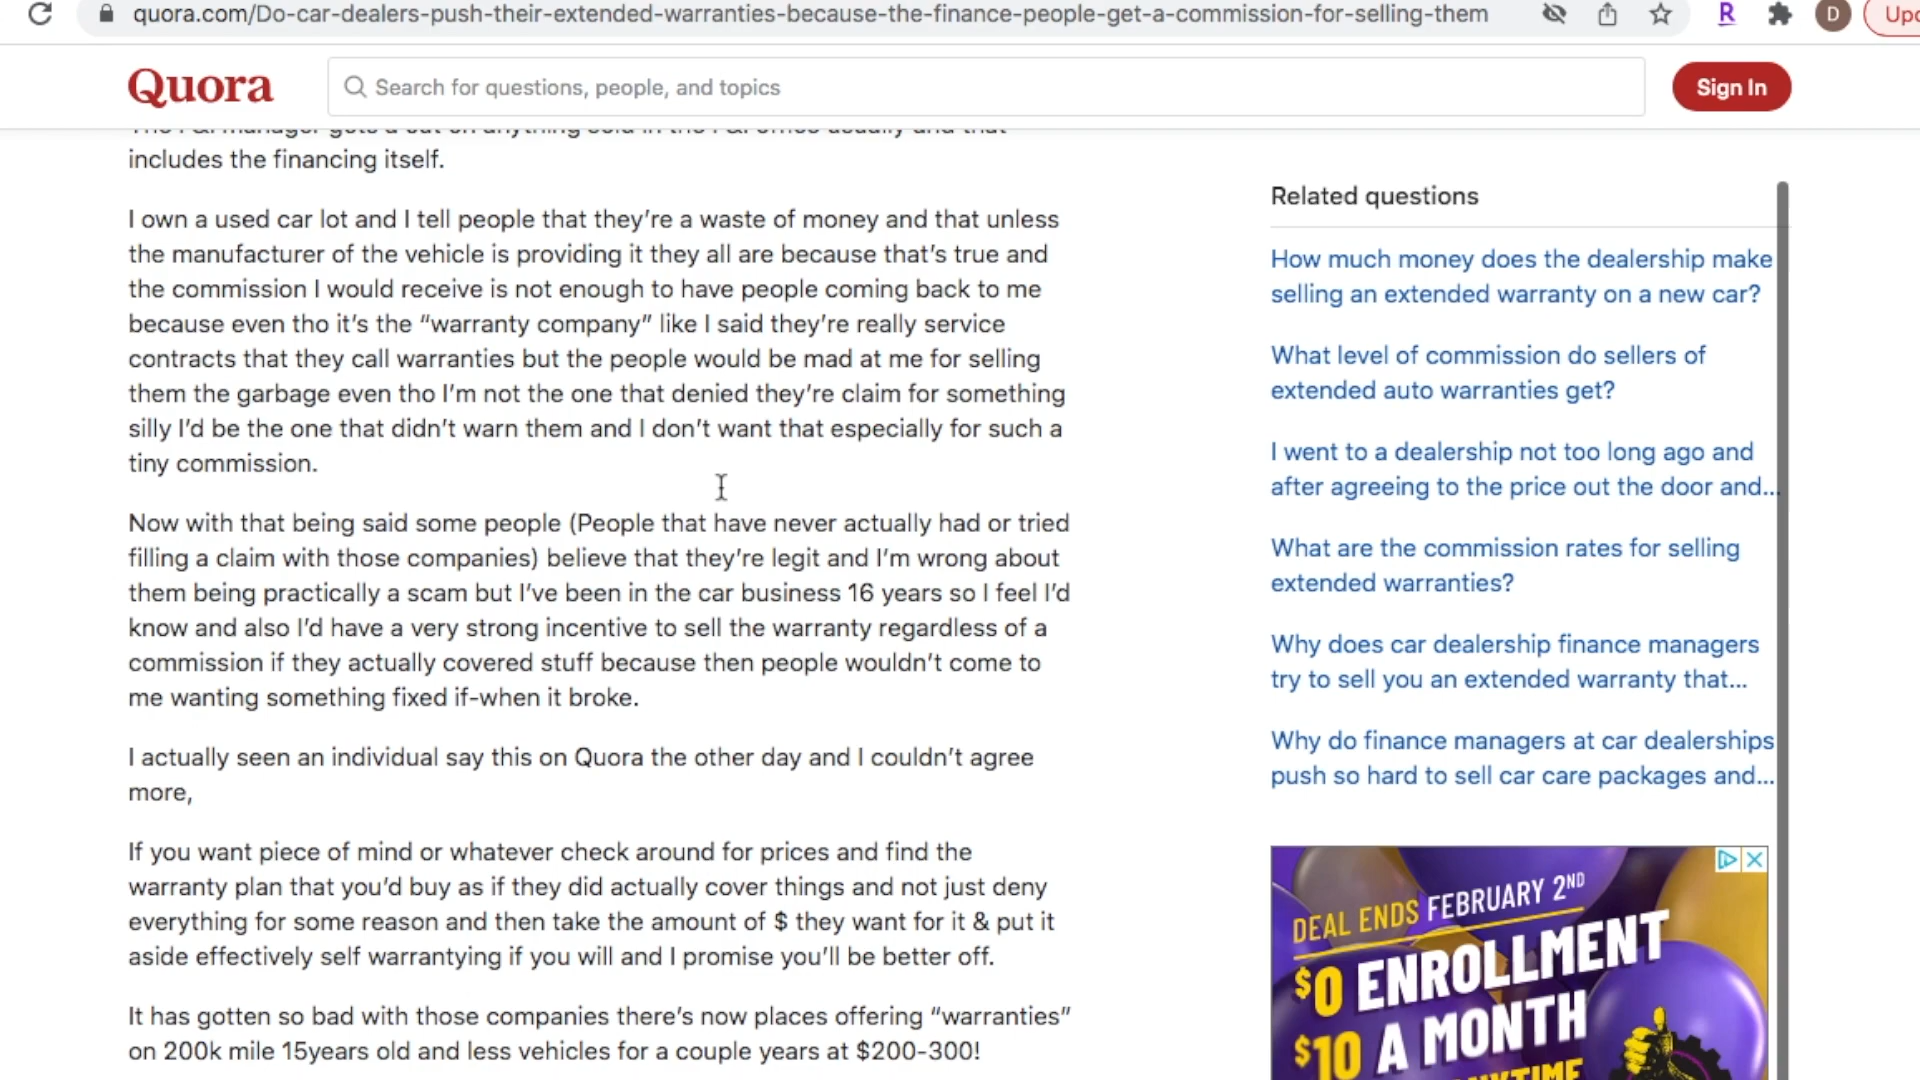 quora.com/Do-car-dealers-push-their-extended-warranties-because-the-finance-people-get-a-commission-for-selling-them
R
D
Quora
Search for questions, people, and topics
Sign In
The F&I manager gets a cut on anything sold in the F&I office usually and that
includes the financing itself.
I own a used car lot and I tell people that they’re a waste of money and that unless
the manufacturer of the vehicle is providing it they all are because that’s true and
the commission I would receive is not enough to have people coming back to me
because even tho it’s the “warranty company” like I said they’re really service
contracts that they call warranties but the people would be mad at me for selling
them the garbage even tho I’m not the one that denied they’re claim for something
silly I’d be the one that didn’t warn them and I don’t want that especially for such a
tiny commission.
Now with that being said some people (People that have never actually had or tried
filling a claim with those companies) believe that they’re legit and I’m wrong about
them being practically a scam but I’ve been in the car business 16 years so I feel I’d
know and also I’d have a very strong incentive to sell the warranty regardless of a
commission if they actually covered stuff because then people wouldn’t come to
me wanting something fixed if-when it broke.
I actually seen an individual say this on Quora the other day and I couldn’t agree
more,
If you want piece of mind or whatever check around for prices and find the
warranty plan that you’d buy as if they did actually cover things and not just deny
everything for some reason and then take the amount of $ they want for it & put it
aside effectively self warrantying if you will and I promise you’ll be better off.
It has gotten so bad with those companies there’s now places offering “warranties”
on 200k mile 15years old and less vehicles for a couple years at $200-300!
Related questions
How much money does the dealership make
selling an extended warranty on a new car?
What level of commission do sellers of
extended auto warranties get?
I went to a dealership not too long ago and
after agreeing to the price out the door and...
What are the commission rates for selling
extended warranties?
Why does car dealership finance managers
try to sell you an extended warranty that...
Why do finance managers at car dealerships
push so hard to sell car care packages and...
DEAL ENDS FEBRUARY 2ND
$0 ENROLLMENT
$10 A MONTH